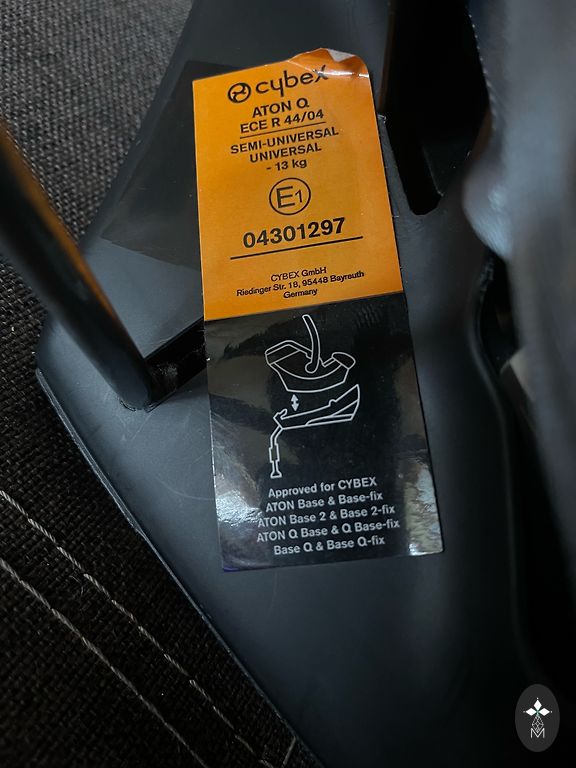 cybex
ATON Q
ECE R 44/04
SEMI-UNIVERSAL
UNIVERSAL
- 13 kg
E1
04301297
CYBEX GmbH
Riedinger Str. 18, 95448 Bayreuth
Germany
Approved for CYBEX
ATON Base & Base-fix
ATON Base 2 & Base 2-fix
ATON Q Base & Q Base-fix
Base Q & Base Q-fix
M